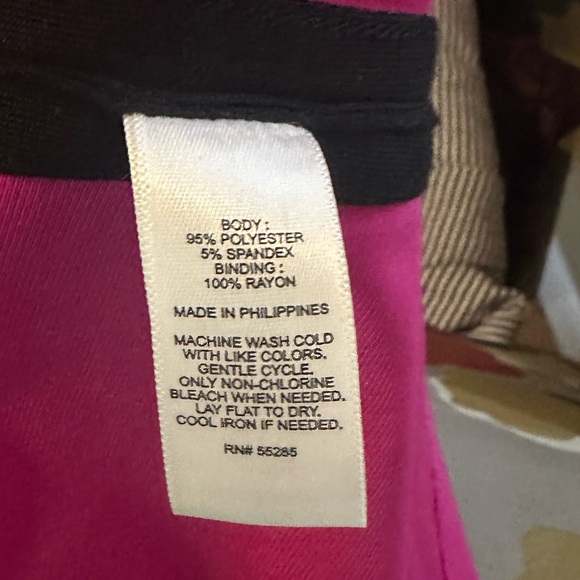 BODY :
95% POLYESTER
5% SPANDEX
BINDING :
100% RAYON
MADE IN PHILIPPINES
MACHINE WASH COLD
WITH LIKE COLORS.
GENTLE CYCLE.
ONLY NON-CHLORINE
BLEACH WHEN NEEDED.
LAY FLAT TO DRY.
COOL IRON IF NEEDED.
RN# 55285